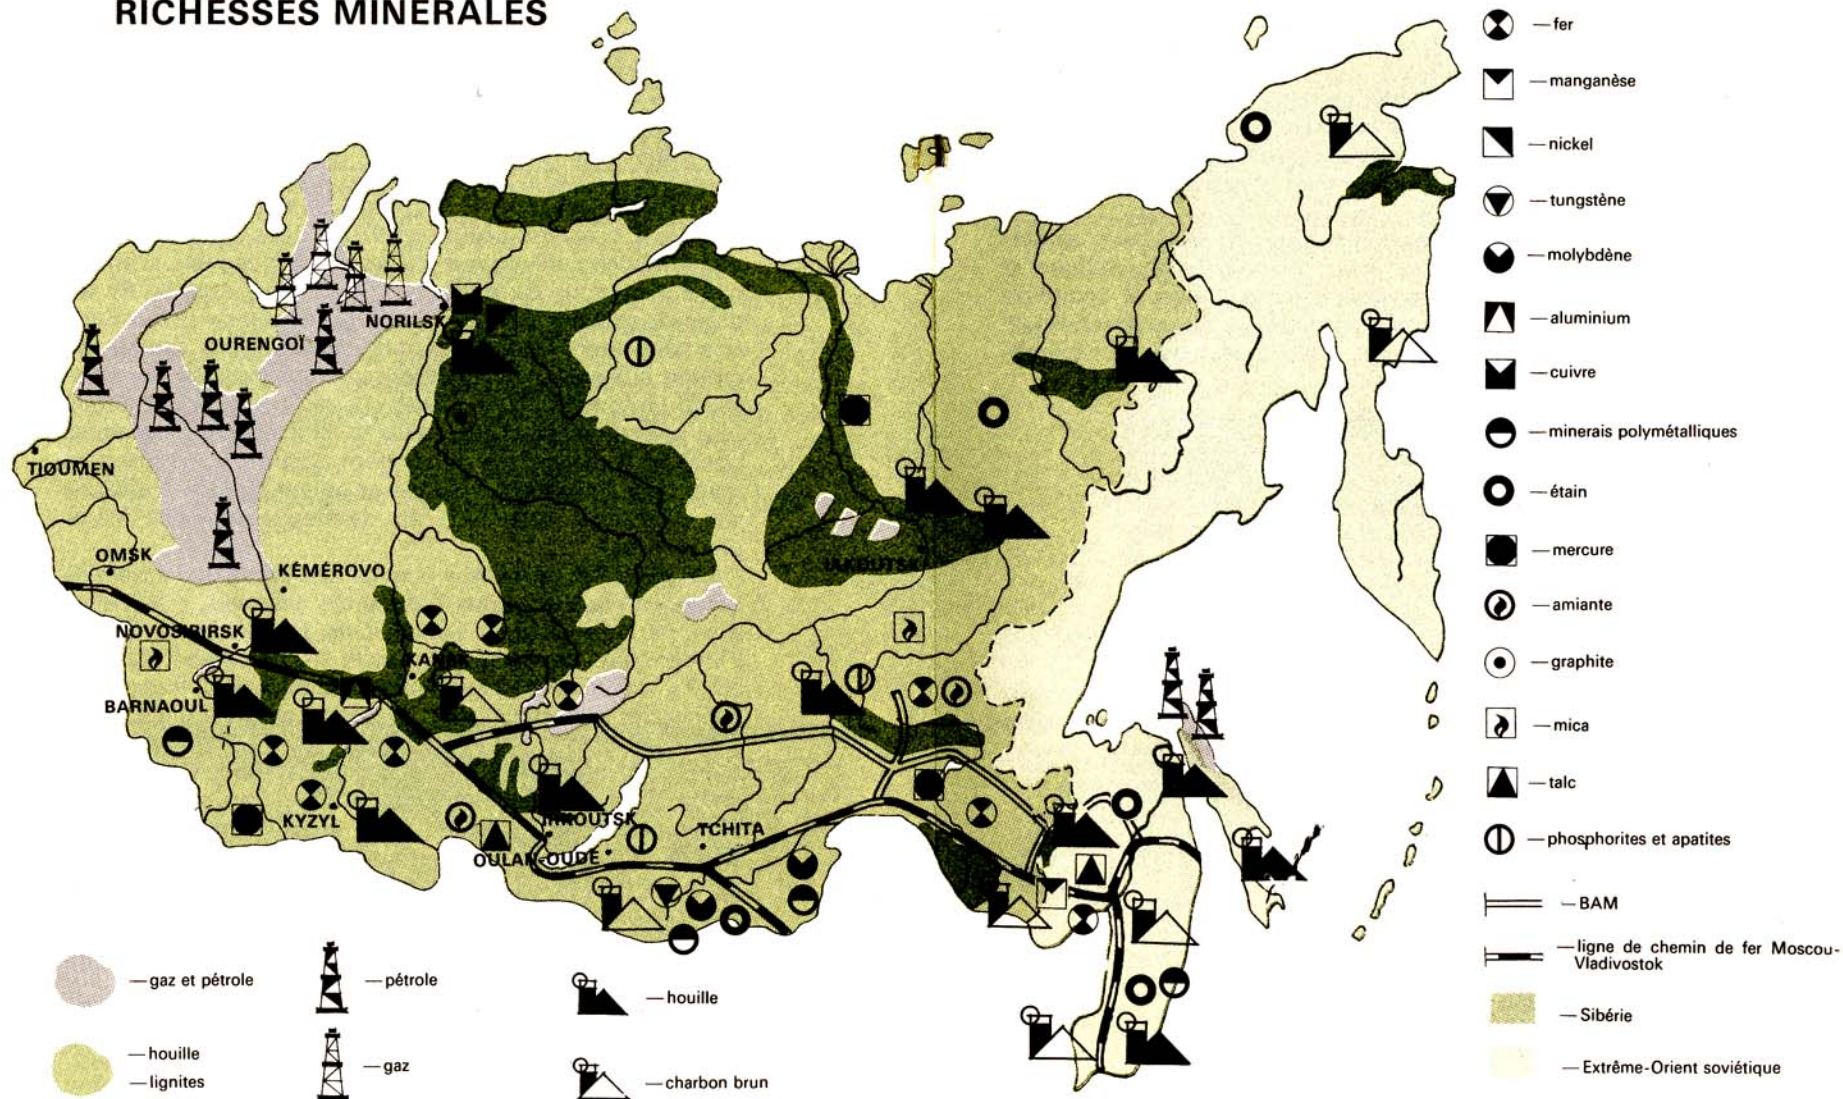 RICHESSES MINÉRALES
NORILSK
OURENGOÏ
TIOUMEN
OMSK
KÉMÉROVO
IAKOUTSK
NOVOSIBIRSK
KANSK
BARNAOUL
KYZYL
IRKOUTSK
TCHITA
OULAN-OUDÉ
— gaz et pétrole
— houille
— lignites
— pétrole
— gaz
— houille
— charbon brun
— fer
— manganèse
— nickel
— tungstène
— molybdène
— aluminium
— cuivre
— minerais polymétalliques
— étain
— mercure
— amiante
— graphite
— mica
— talc
— phosphorites et apatites
— BAM
— ligne de chemin de fer Moscou-
Vladivostok
— Sibérie
— Extrême-Orient soviétique